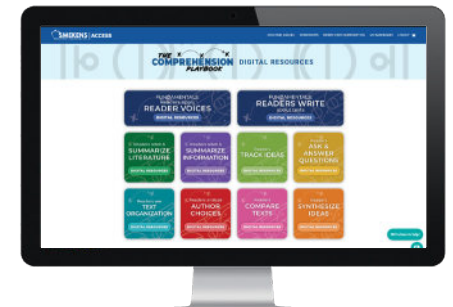 SMEKENS | ACCESS
THE
COMPREHENSION
PLAYBOOK
DIGITAL RESOURCES
FUNDAMENTALS
READER VOICES
DIGITAL RESOURCES
FUNDAMENTALS
READERS WRITE
DIGITAL RESOURCES
SUMMARIZE
LITERATURE
DIGITAL RESOURCES
SUMMARIZE
INFORMATION
DIGITAL RESOURCES
TRACK IDEAS
DIGITAL RESOURCES
ASK &
ANSWER
QUESTIONS
DIGITAL RESOURCES
TEXT
ORGANIZATION
DIGITAL RESOURCES
AUTHOR
CHOICES
DIGITAL RESOURCES
COMPARE
TEXTS
DIGITAL RESOURCES
SYNTHESIZE
IDEAS
DIGITAL RESOURCES